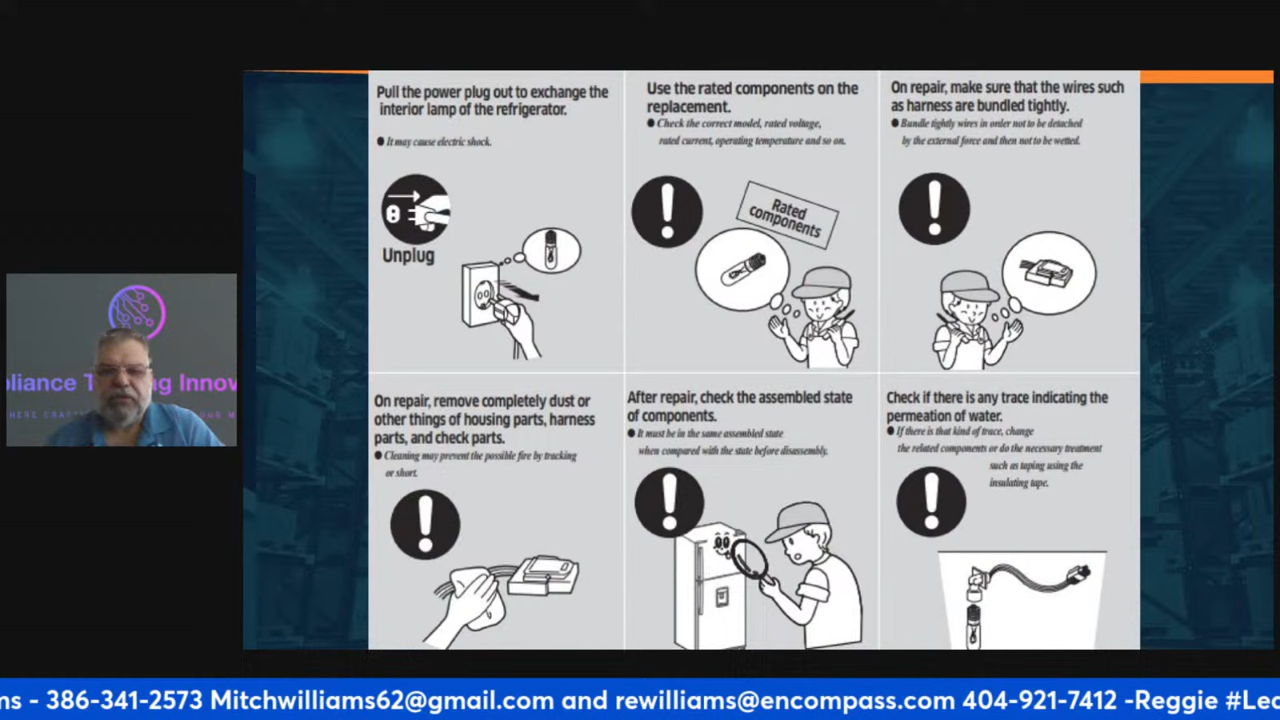 Pull the power plug out to exchange the
interior lamp of the refrigerator.
● It may cause electric shock.
Unplug
Use the rated components on the
replacement.
● Check the correct model, rated voltage,
rated current, operating temperature and so on.
Rated
components
On repair, make sure that the wires such
as harness are bundled tightly.
● Bundle tightly wires in order not to be detached
by the external force and then not to be wetted.
On repair, remove completely dust or
other things of housing parts, harness
parts, and check parts.
● Cleaning may prevent the possible fire by tracking
or short.
After repair, check the assembled state
of components.
● It must be in the same assembled state
when compared with the state before disassembly.
Check if there is any trace indicating the
permeation of water.
● If there is that kind of trace, change
the related components or do the necessary treatment
such as taping using the
insulating tape.
pliance T ng Innov
ms - 386-341-2573 Mitchwilliams62@gmail.com and rewilliams@encompass.com 404-921-7412 -Reggie #Lea